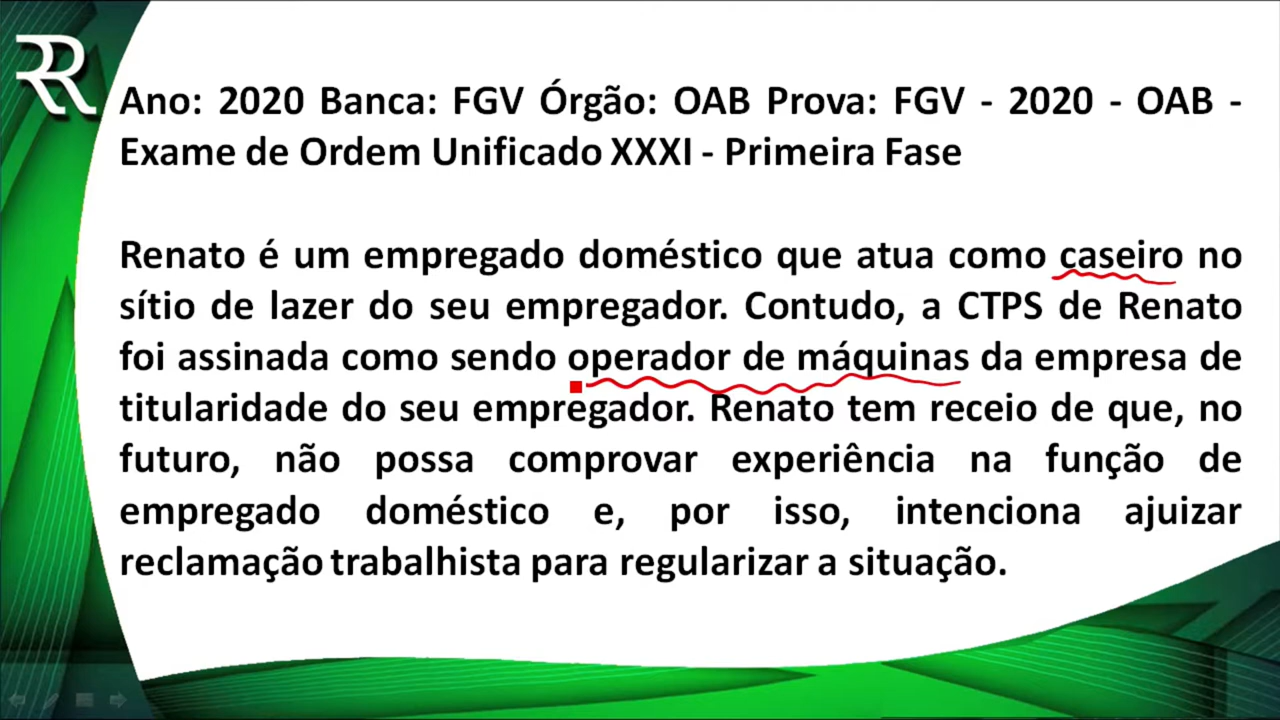 RR
Ano: 2020 Banca: FGV Órgão: OAB Prova: FGV - 2020 - OAB -
Exame de Ordem Unificado XXXI - Primeira Fase
Renato é um empregado doméstico que atua como caseiro no
sítio de lazer do seu empregador. Contudo, a CTPS de Renato
foi assinada como sendo operador de máquinas da empresa de
titularidade do seu empregador. Renato tem receio de que, no
futuro, não possa comprovar experiência na função de
empregado doméstico e, por isso, intenciona ajuizar
reclamação trabalhista para regularizar a situação.